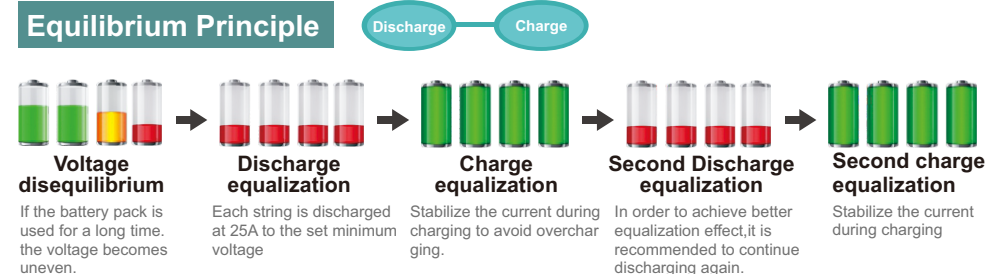 Equilibrium Principle
Discharge
Charge
Voltage
disequilibrium
If the battery pack is
used for a long time.
the voltage becomes
uneven.
Discharge
equalization
Each string is discharged
at 25A to the set minimum
voltage
Charge
equalization
Stabilize the current during
charging to avoid overchar
ging.
Second Discharge
equalization
In order to achieve better
equalization effect,it is
recommended to continue
discharging again.
Second charge
equalization
Stabilize the current
during charging